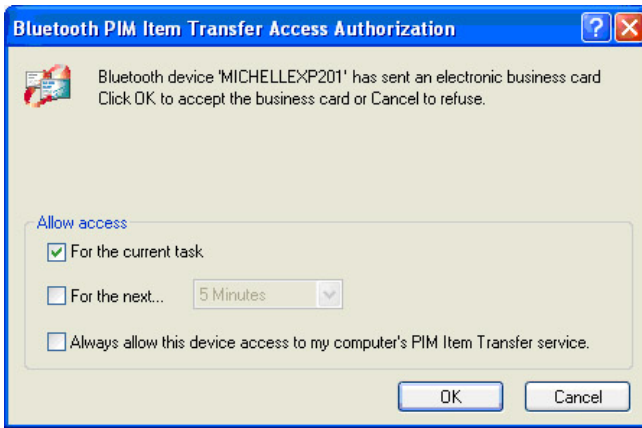 Bluetooth PIM Item Transfer Access Authorization
Bluetooth device 'MICHELLEXP201' has sent an electronic business card
Click OK to accept the business card or Cancel to refuse.
Allow access
For the current task
For the next... 5 Minutes
Always allow this device access to my computer's PIM Item Transfer service.
OK Cancel